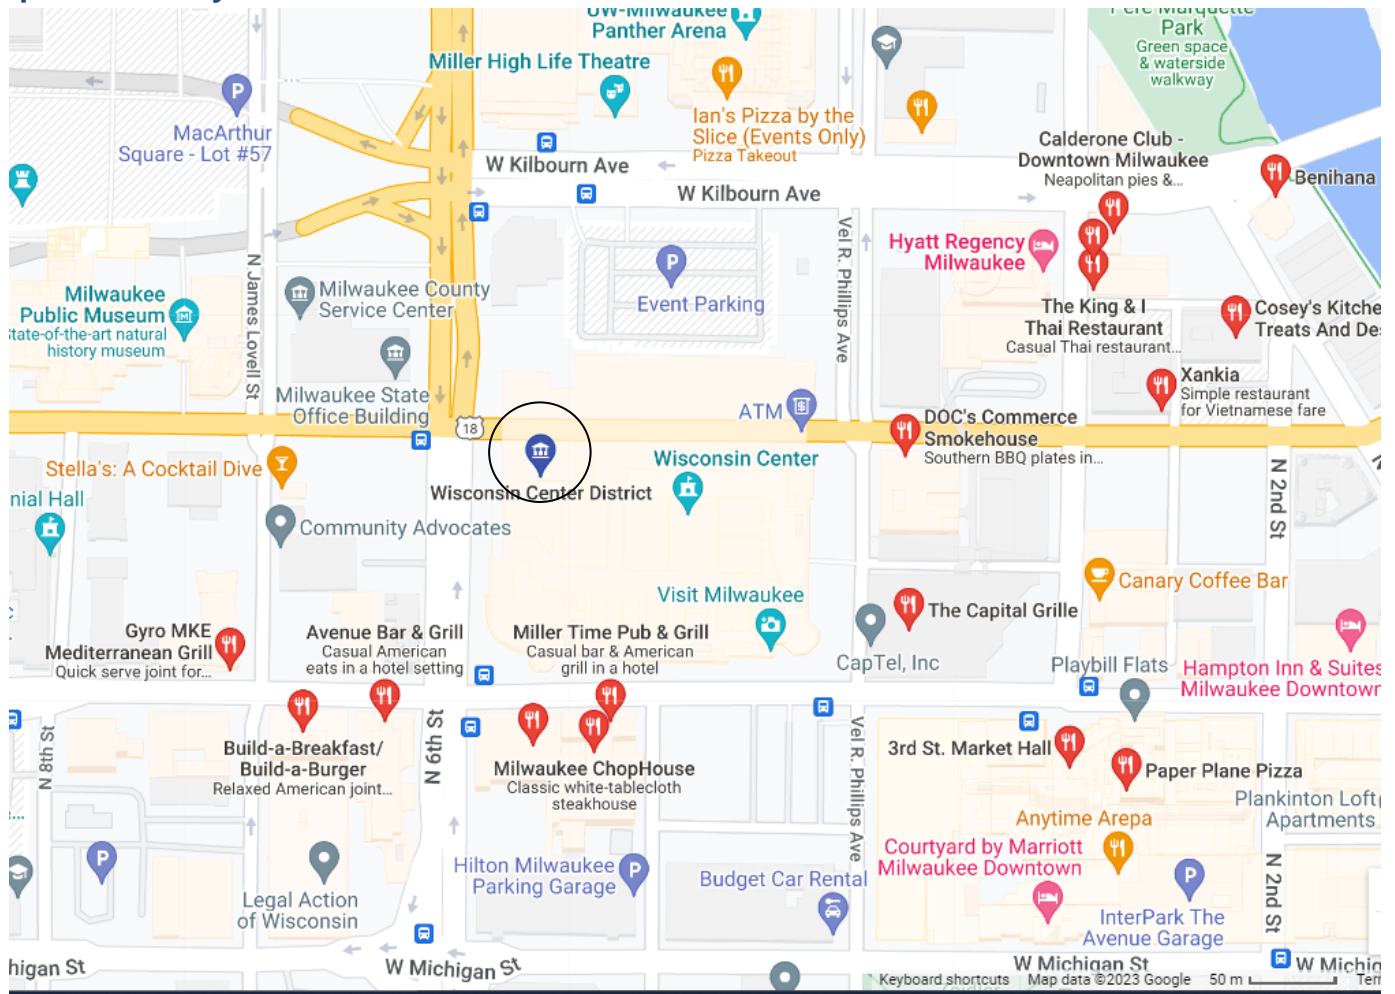 UW-Milwaukee
Panther Arena
Miller High Life Theatre
Ian's Pizza by the
Slice (Events Only)
Pizza Takeout
Pere Marquette
Park
Green space
& waterside
walkway
P
MacArthur
Square - Lot #57
W Kilbourn Ave
W Kilbourn Ave
Calderone Club -
Downtown Milwaukee
Neapolitan pies &...
Benihana
N James Lovell St
Vel R. Phillips Ave
Hyatt Regency
Milwaukee
P
Event Parking
Milwaukee County
Service Center
Milwaukee
Public Museum
State-of-the-art natural
history museum
The King & I
Thai Restaurant
Casual Thai restaurant...
Cosey's Kitche
Treats And De
Xankia
Simple restaurant
for Vietnamese fare
Milwaukee State
Office Building
18
ATM
$
DOC's Commerce
Smokehouse
Southern BBQ plates in...
Stella's: A Cocktail Dive
Wisconsin Center
Wisconsin Center District
nial Hall
Community Advocates
N 2nd St
N
Canary Coffee Bar
Visit Milwaukee
The Capital Grille
Gyro MKE
Mediterranean Grill
Quick serve joint for...
Avenue Bar & Grill
Casual American
eats in a hotel setting
Miller Time Pub & Grill
Casual bar & American
grill in a hotel
CapTel, Inc
Playbill Flats
Hampton Inn & Suites
Milwaukee Downtown
N 8th St
N 6th St
Vel R. Phillips Ave
Build-a-Breakfast/
Build-a-Burger
Relaxed American joint...
Milwaukee ChopHouse
Classic white-tablecloth
steakhouse
3rd St. Market Hall
Paper Plane Pizza
Plankinton Loft
Apartments
Anytime Arepa
Courtyard by Marriott
Milwaukee Downtown
P
Legal Action
of Wisconsin
Hilton Milwaukee
Parking Garage
P
Budget Car Rental
P
InterPark The
Avenue Garage
N 2nd St
higan St
W Michigan St
W Michigan St
W Michig
Keyboard shortcuts
Map data ©2023 Google
50 m
Ter